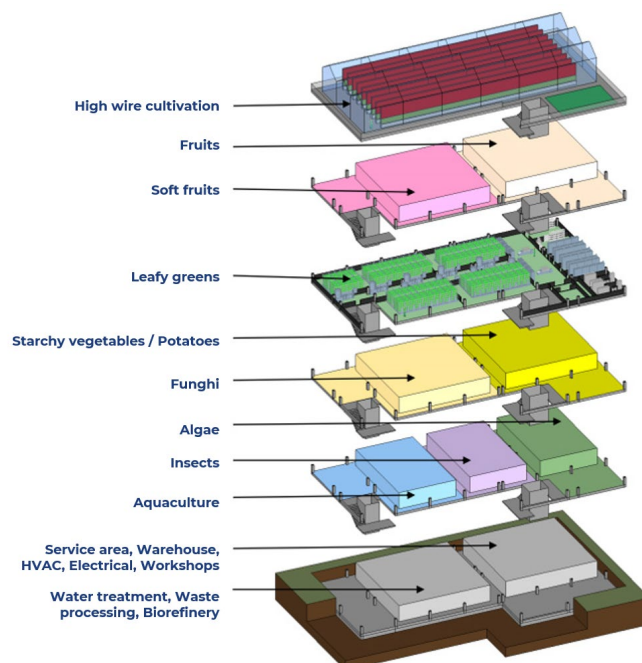 High wire cultivation
Fruits
Soft fruits
Leafy greens
Starchy vegetables / Potatoes
Funghi
Algae
Insects
Aquaculture
Service area, Warehouse,
HVAC, Electrical, Workshops
Water treatment, Waste
processing, Biorefinery